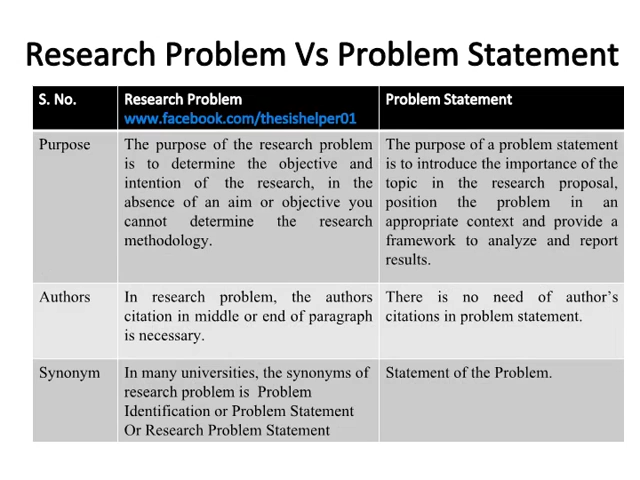 Research Problem Vs Problem Statement
S. No.
Research Problem
www.facebook.com/thesishelper01
Problem Statement
Purpose
The purpose of the research problem
is to determine the objective and
intention of the research, in the
absence of an aim or objective you
cannot determine the research
methodology.
The purpose of a problem statement
is to introduce the importance of the
topic in the research proposal,
position the problem in an
appropriate context and provide a
framework to analyze and report
results.
Authors
In research problem, the authors
citation in middle or end of paragraph
is necessary.
There is no need of author's
citations in problem statement.
Synonym
In many universities, the synonyms of
research problem is Problem
Identification or Problem Statement
Or Research Problem Statement
Statement of the Problem.